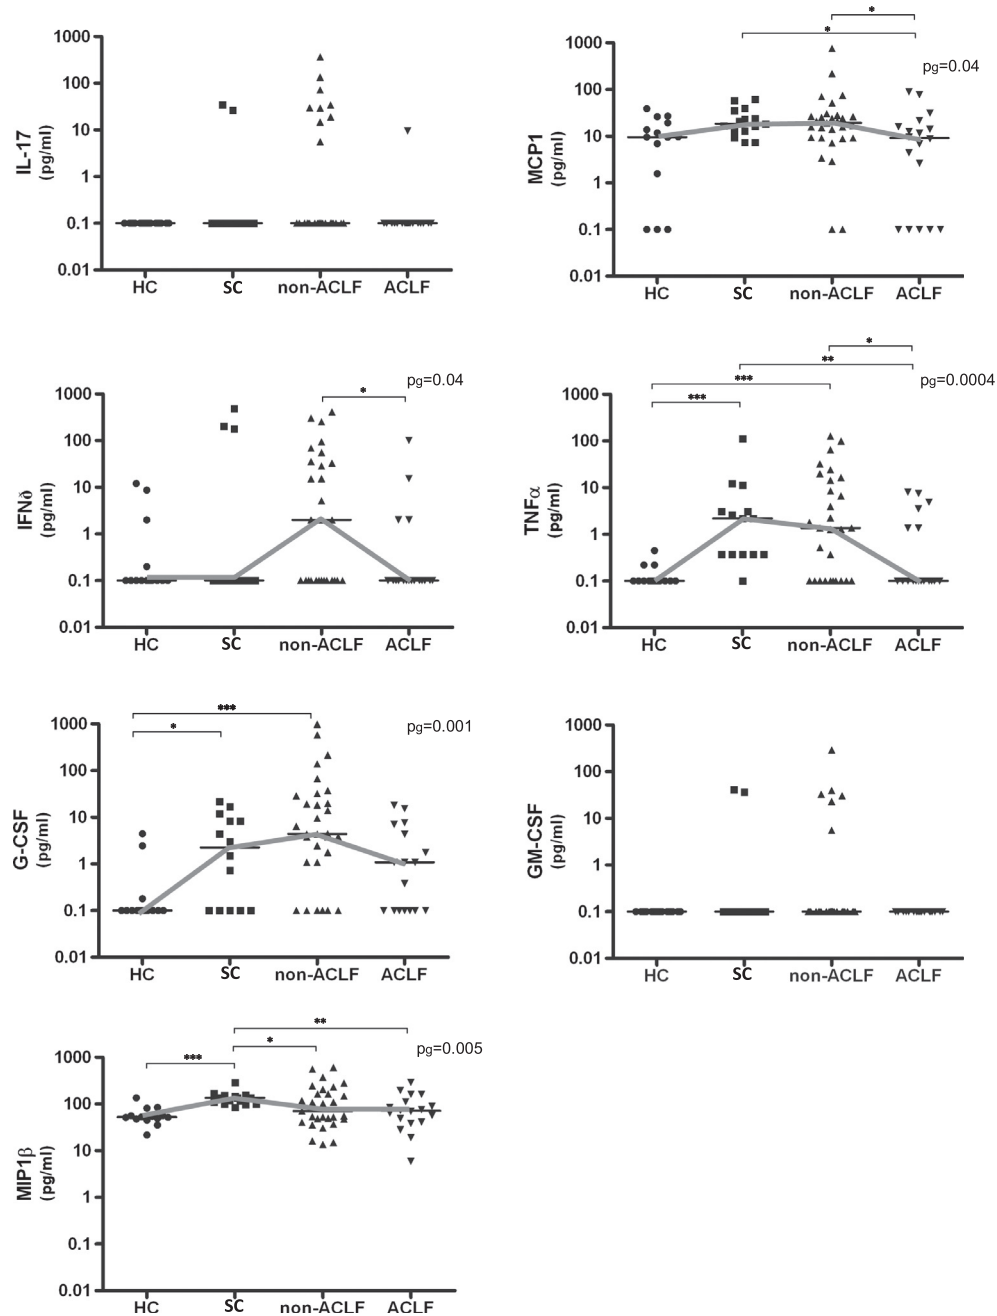 IL-17
(pg/ml)
1000
100
10
1
0.1
0.01
HC SC non-ACLF ACLF
MCP1
(pg/ml)
*
*
pg=0.04
1000
100
10
1
0.1
0.01
HC SC non-ACLF ACLF
IFNδ
(pg/ml)
pg=0.04
*
1000
100
10
1
0.1
0.01
HC SC non-ACLF ACLF
TNFα
(pg/ml)
*
**
***
***
pg=0.0004
1000
100
10
1
0.1
0.01
HC SC non-ACLF ACLF
G-CSF
(pg/ml)
***
*
pg=0.001
1000
100
10
1
0.1
0.01
HC SC non-ACLF ACLF
GM-CSF
(pg/ml)
1000
100
10
1
0.1
0.01
HC SC non-ACLF ACLF
MIP1β
(pg/ml)
**
*
***
pg=0.005
1000
100
10
1
0.1
0.01
HC SC non-ACLF ACLF